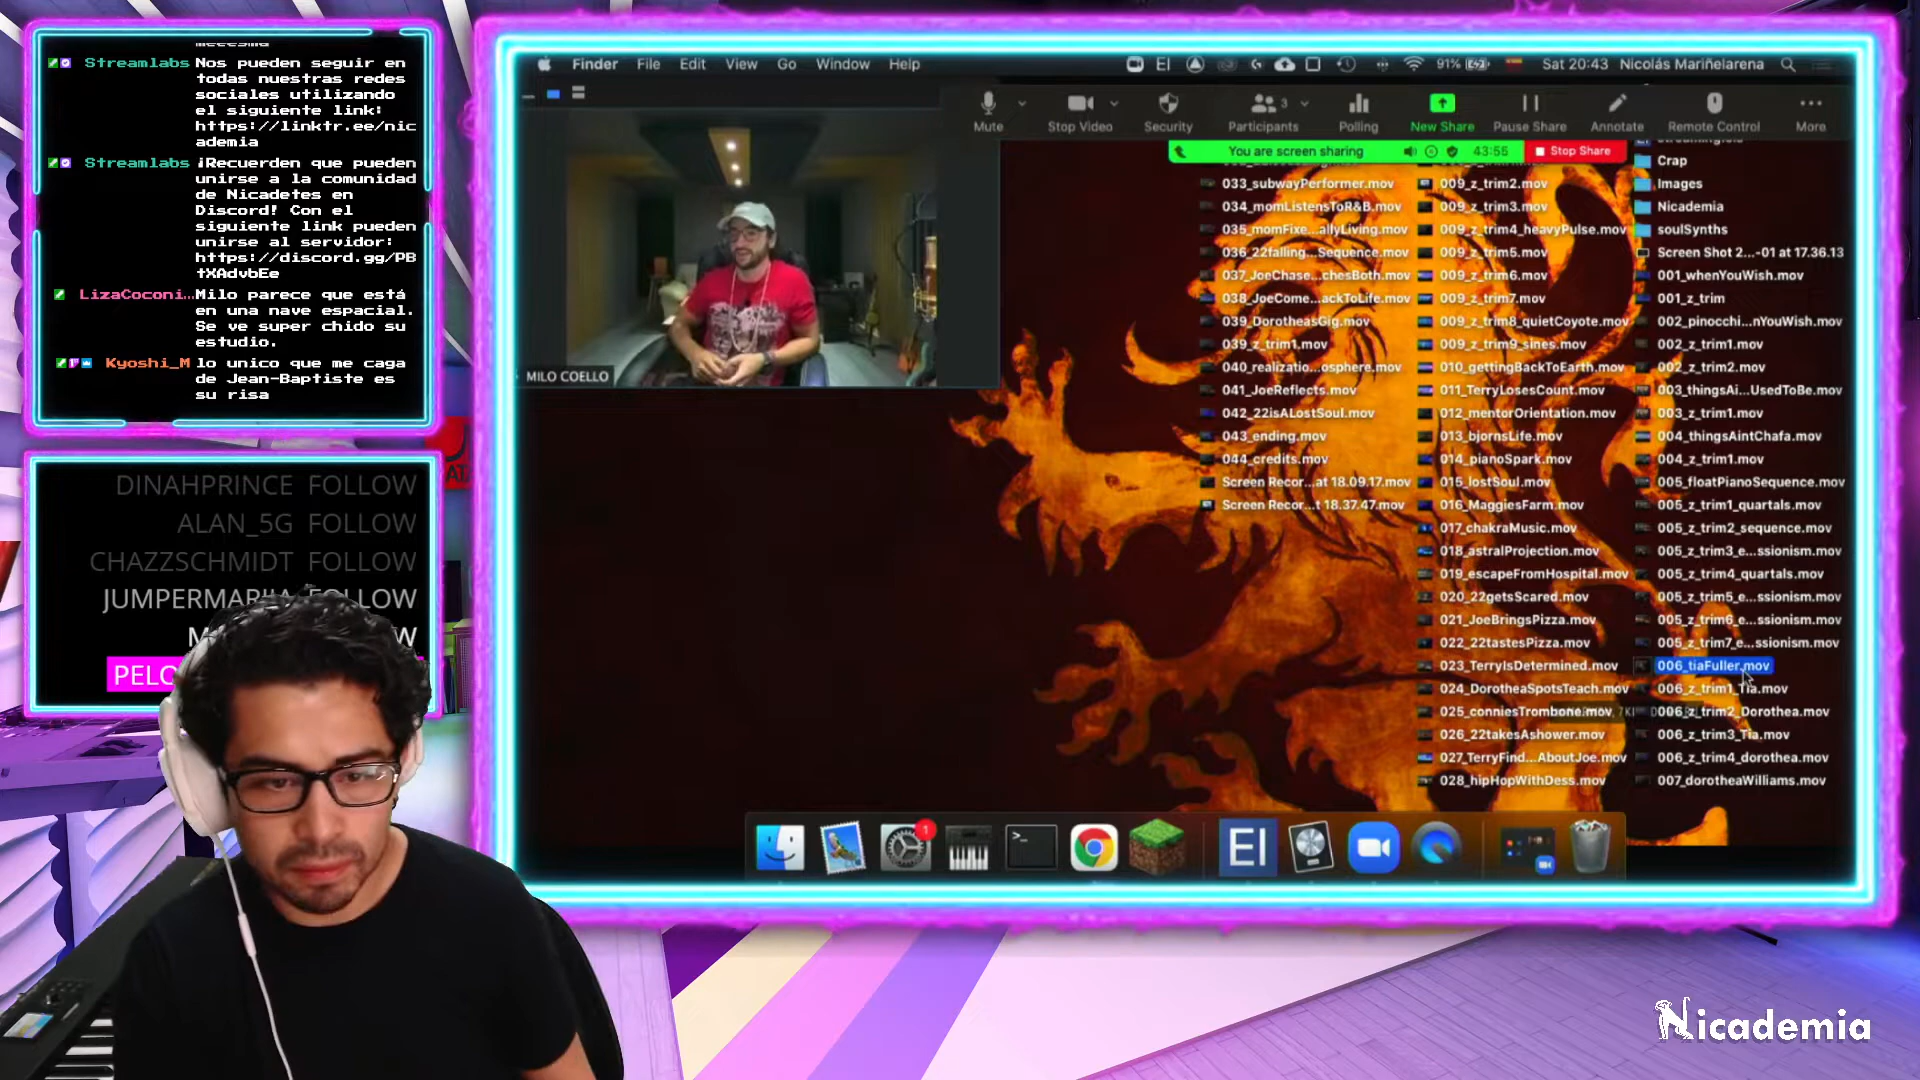 Streamlabs Nos pueden seguir en
todas nuestras redes
sociales utilizando
el siguiente link:
https://linktr.ee/nic
ademia
Streamlabs ¡Recuerden que pueden
unirse a la comunidad
de Nicadetes en
Discord! Con el
siguiente link pueden
unirse al servidor:
https://discord.gg/PB
tXAdvbEe
LizaCoconi... Milo parece que está
en una nave espacial.
Se ve super chido su
estudio.
Kyoshi_M lo unico que me caga
de Jean-Baptiste es
su risa
DINAHPRINCE FOLLOW
ALAN_5G FOLLOW
CHAZZSCHMIDT FOLLOW
Finder File Edit View Go Window Help
EI 91% Sat 20:43 Nicolás Mariñelarena
Mute Stop Video Security Participants 3 Polling New Share Pause Share Annotate Remote Control More
You are screen sharing 43:55 Stop Share
MILO COELLO
033_subwayPerformer.mov
034_momListensToR&B.mov
035_momFixe...allyLiving.mov
036_22falling...Sequence.mov
037_JoeChase...chesBoth.mov
038_JoeCome...ackToLife.mov
039_DorotheasGig.mov
039_z_trim1.mov
040_realizatio...osphere.mov
041_JoeReflects.mov
042_22isALostSoul.mov
043_ending.mov
044_credits.mov
Screen Recor...at 18.09.17.mov
Screen Recor...t 18.37.47.mov
009_z_trim2.mov
009_z_trim3.mov
009_z_trim4_heavyPulse.mov
009_z_trim5.mov
009_z_trim6.mov
009_z_trim7.mov
009_z_trim8_quietCoyote.mov
009_z_trim9_sines.mov
010_gettingBackToEarth.mov
011_TerryLosesCount.mov
012_mentorOrientation.mov
013_bjornsLife.mov
014_pianoSpark.mov
015_lostSoul.mov
016_MaggiesFarm.mov
017_chakraMusic.mov
018_astralProjection.mov
019_escapeFromHospital.mov
020_22getsScared.mov
021_JoeBringsPizza.mov
022_22tastesPizza.mov
023_TerryIsDetermined.mov
024_DorotheaSpotsTeach.mov
025_conniesTrombone.mov
026_22takesAshower.mov
027_TerryFind...AboutJoe.mov
028_hipHopWithDess.mov
Crap
Images
Nicademia
soulSynths
Screen Shot 2...-01 at 17.36.13
001_whenYouWish.mov
001_z_trim
002_pinocchi...nYouWish.mov
002_z_trim1.mov
002_z_trim2.mov
003_thingsAi...UsedToBe.mov
003_z_trim1.mov
004_thingsAintChafa.mov
004_z_trim1.mov
005_floatPianoSequence.mov
005_z_trim1_quartals.mov
005_z_trim2_sequence.mov
005_z_trim3_e...ssionism.mov
005_z_trim4_quartals.mov
005_z_trim5_e...ssionism.mov
005_z_trim6_e...ssionism.mov
005_z_trim7_e...ssionism.mov
006_tiaFuller.mov
006_z_trim1_Tia.mov
006_z_trim2_Dorothea.mov
006_z_trim3_Tia.mov
006_z_trim4_dorothea.mov
007_dorotheaWilliams.mov
1
EI
Nicademia